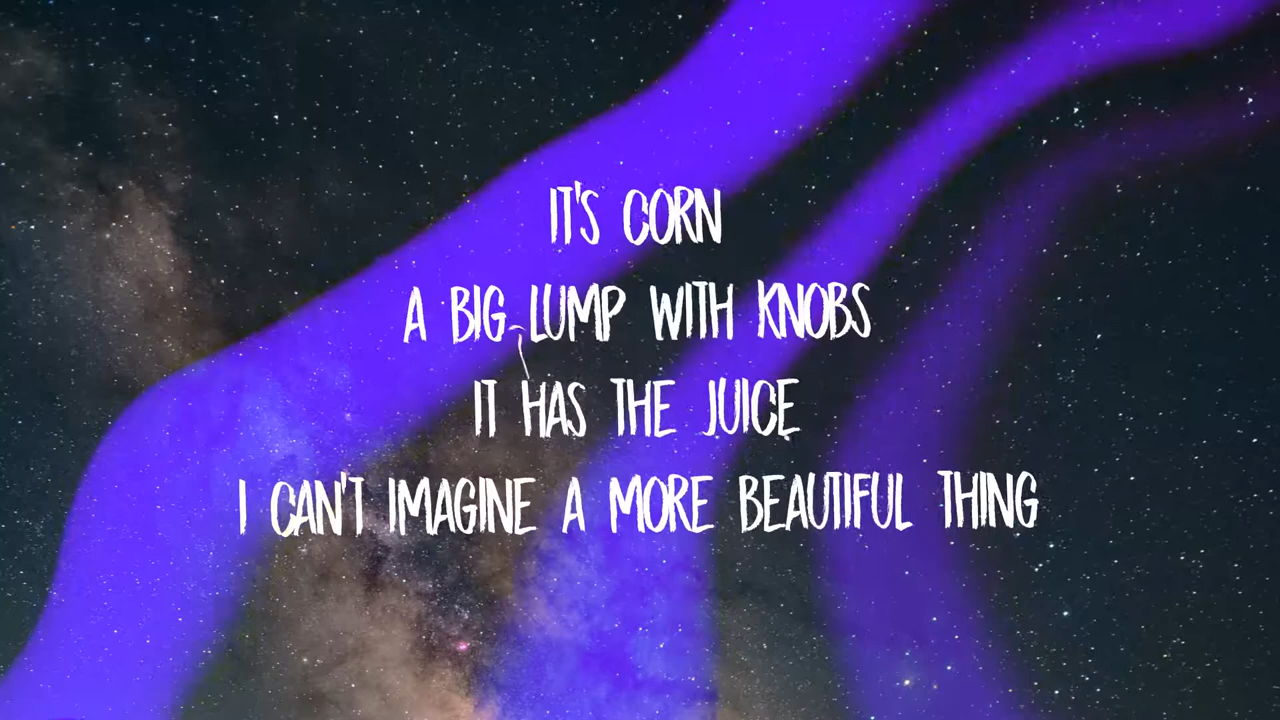 IT'S CORN
A BIG LUMP WITH KNOBS
IT HAS THE JUICE
I CAN'T IMAGINE A MORE BEAUTIFUL THING